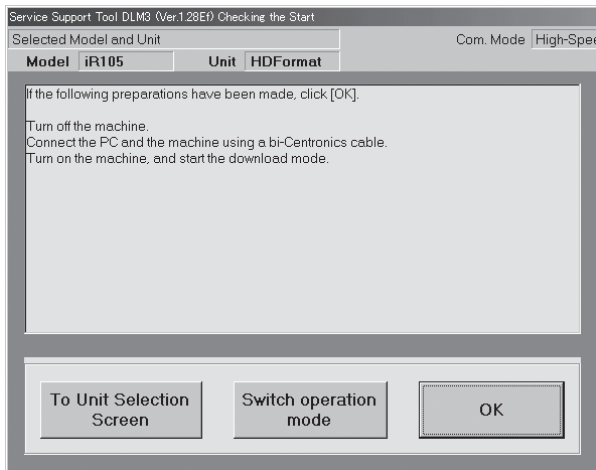 Service Support Tool DLM3 (Ver.1.28Ef) Checking the Start
Selected Model and Unit Com. Mode High-Spee
Model iR105 Unit HDFormat
If the following preparations have been made, click [OK].
Turn off the machine.
Connect the PC and the machine using a bi-Centronics cable.
Turn on the machine, and start the download mode.
To Unit Selection
Screen
Switch operation
mode
OK